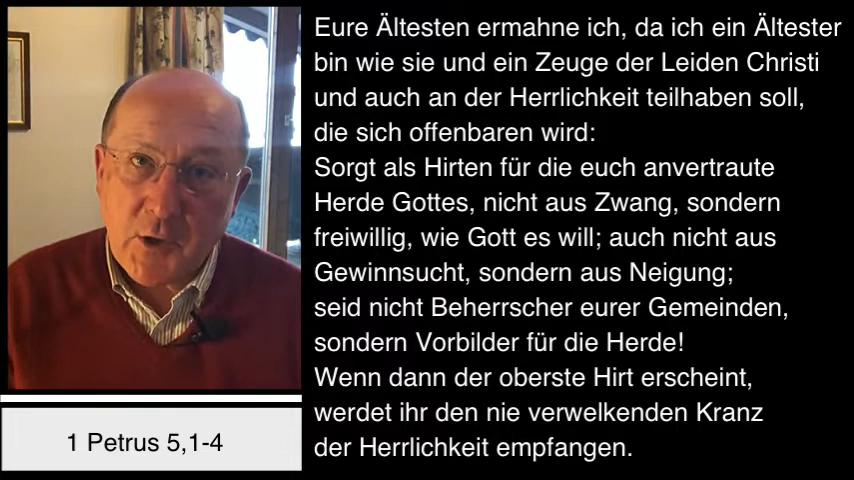 Eure Ältesten ermahne ich, da ich ein Ältester
bin wie sie und ein Zeuge der Leiden Christi
und auch an der Herrlichkeit teilhaben soll,
die sich offenbaren wird:
Sorgt als Hirten für die euch anvertraute
Herde Gottes, nicht aus Zwang, sondern
freiwillig, wie Gott es will; auch nicht aus
Gewinnsucht, sondern aus Neigung;
seid nicht Beherrscher eurer Gemeinden,
sondern Vorbilder für die Herde!
Wenn dann der oberste Hirt erscheint,
werdet ihr den nie verwelkenden Kranz
der Herrlichkeit empfangen.
1 Petrus 5,1-4